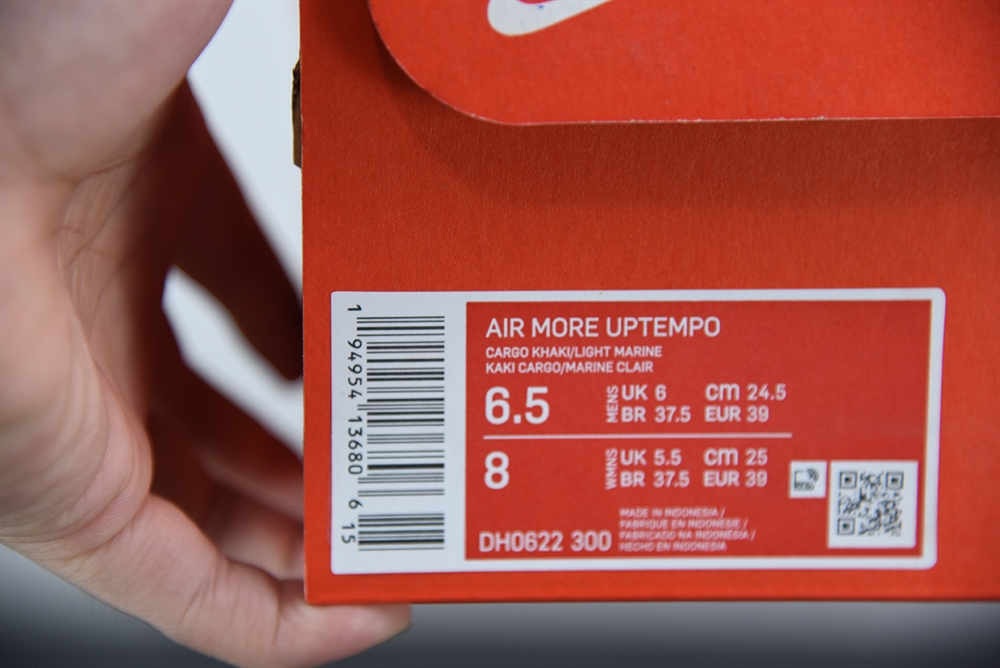 AIR MORE UPTEMPO
CARGO KHAKI/LIGHT MARINE
KAKI CARGO/MARINE CLAIR
6.5 MENS UK 6 cm 24.5
BR 37.5 EUR 39
8 WMNS UK 5.5 cm 25
BR 37.5 EUR 39
DH0622 300
MADE IN INDONESIA /
FABRIQUE EN INDONESIE /
FABRICADO NA INDONESIA /
HECHO EN INDONESIA
1 94954 13680 6 15